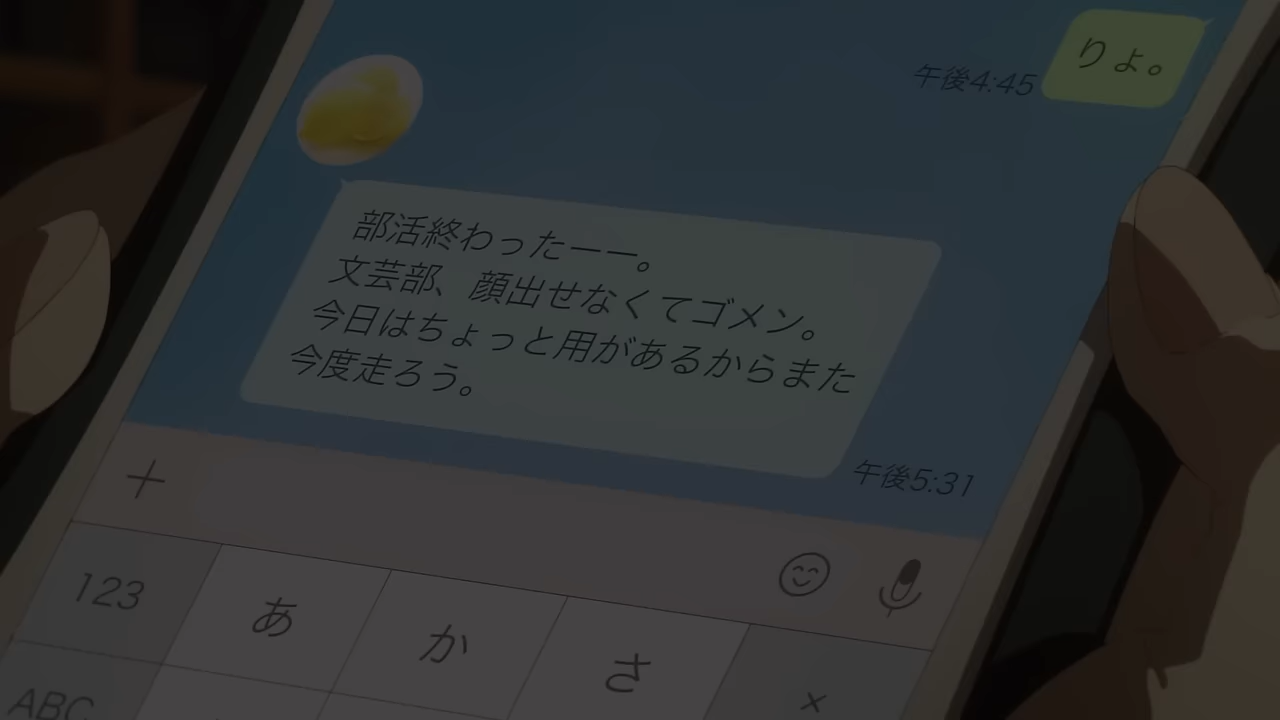 りょ。
午後4:45
部活終わったーー。
文芸部、顔出せなくてゴメン。
今日はちょっと用があるからまた
今度走ろう。
午後5:31
123
あ
か
さ
×
ABC